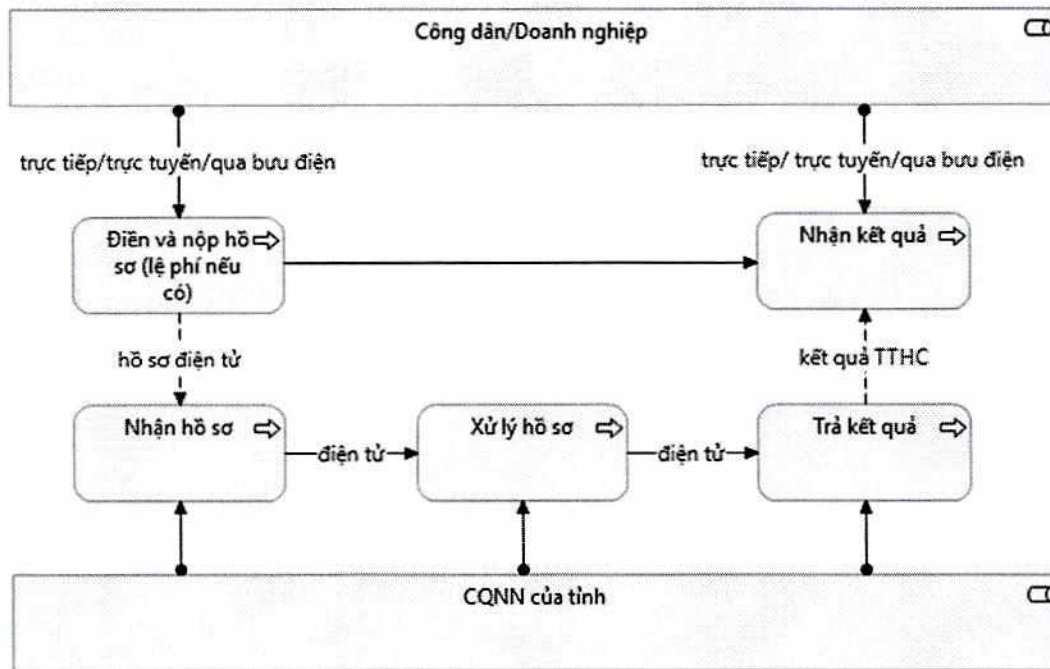 Công dân/Doanh nghiệp
trực tiếp/trực tuyến/qua bưu điện
trực tiếp/ trực tuyến/qua bưu điện
Điền và nộp hồ
sơ (lệ phí nếu
có)
Nhận kết quả
hồ sơ điện tử
kết quả TTHC
Nhận hồ sơ
Xử lý hồ sơ
Trả kết quả
điện tử
điện tử
CQNN của tỉnh